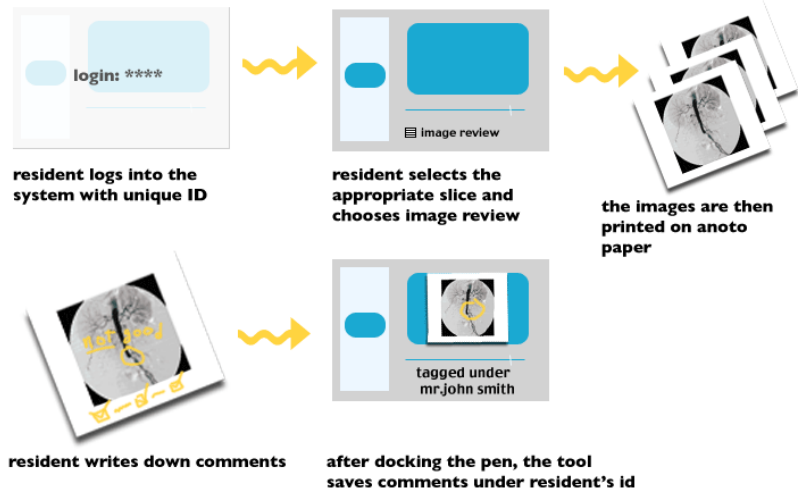 login: ****
image review
resident logs into the
system with unique ID
resident selects the
appropriate slice and
chooses image review
the images are then
printed on anoto
paper
Not good
tagged under
mr.john smith
resident writes down comments
after docking the pen, the tool
saves comments under resident's id